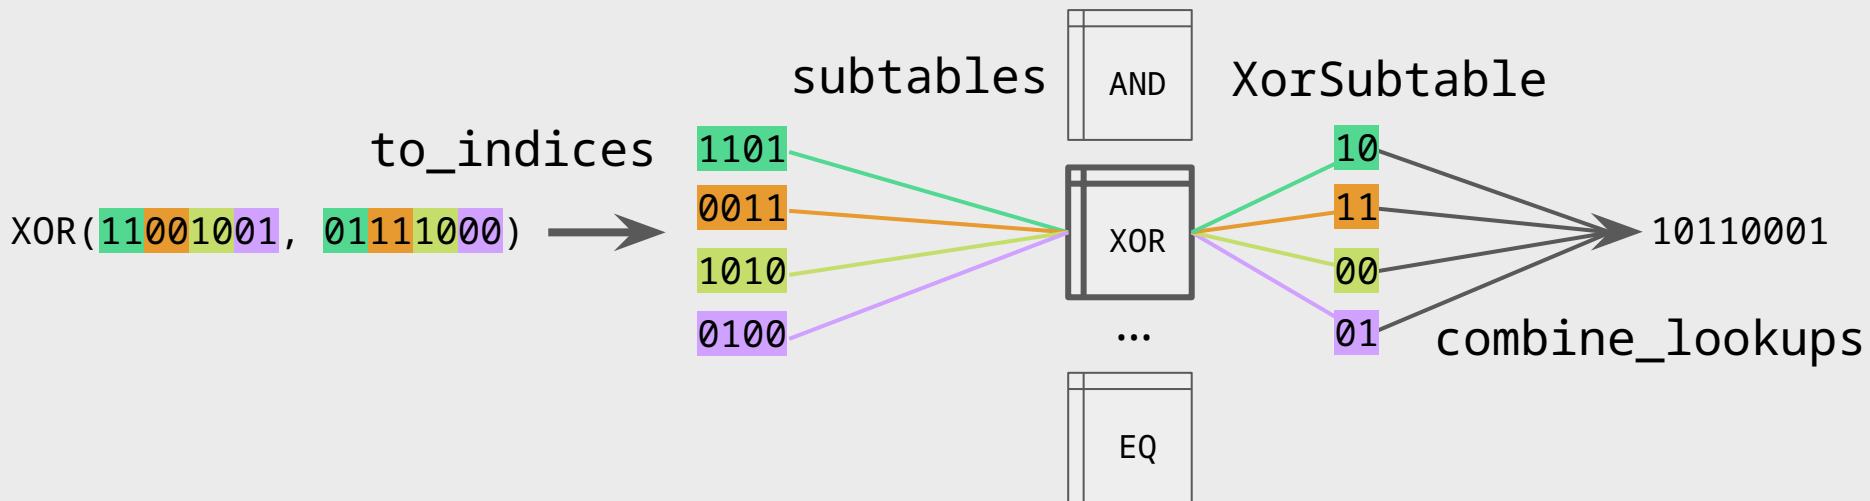 subtables
AND
XorSubtable
to_indices
1101
0011
1010
0100
XOR(11001001, 01111000)
XOR
...
EQ
10
11
00
01
10110001
combine_lookups